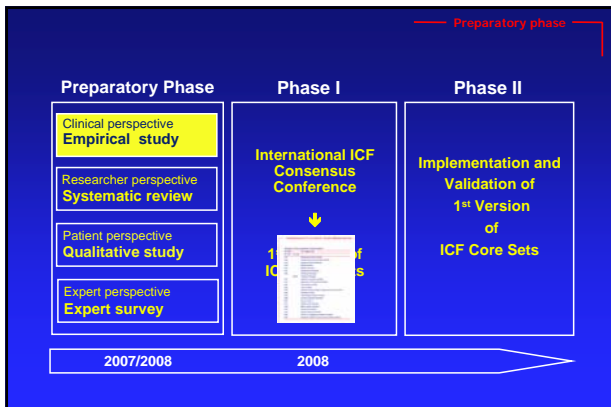 Preparatory phase
Preparatory Phase
Phase I
Phase II
Clinical perspective
Empirical study
Researcher perspective
Systematic review
Patient perspective
Qualitative study
Expert perspective
Expert survey
International ICF
Consensus
Conference
Implementation and
Validation of
1st Version
of
ICF Core Sets
2007/2008
2008